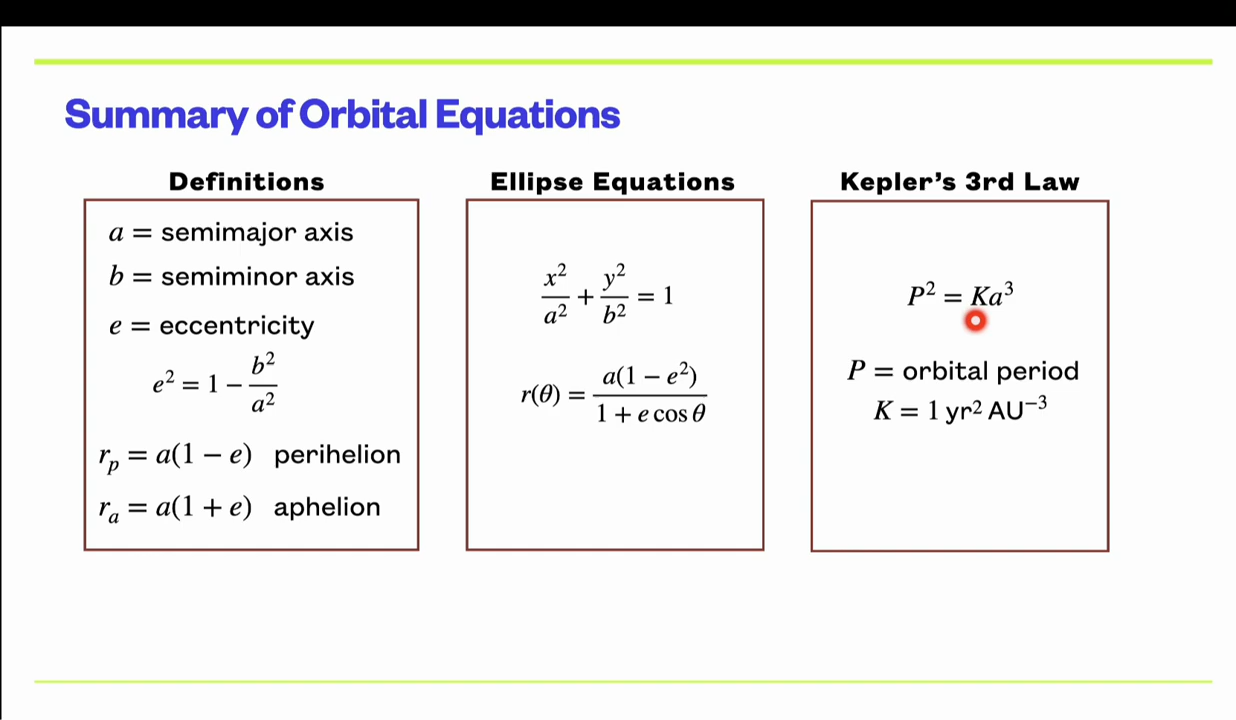 Summary of Orbital Equations
Definitions
a = semimajor axis
b = semiminor axis
e = eccentricity
e² = 1 − b²/a²
rₚ = a(1 − e) perihelion
rₐ = a(1 + e) aphelion
Ellipse Equations
x²/a² + y²/b² = 1
r(θ) = a(1 − e²)/(1 + e cos θ)
Kepler’s 3rd Law
P² = Ka³
P = orbital period
K = 1 yr² AU⁻³